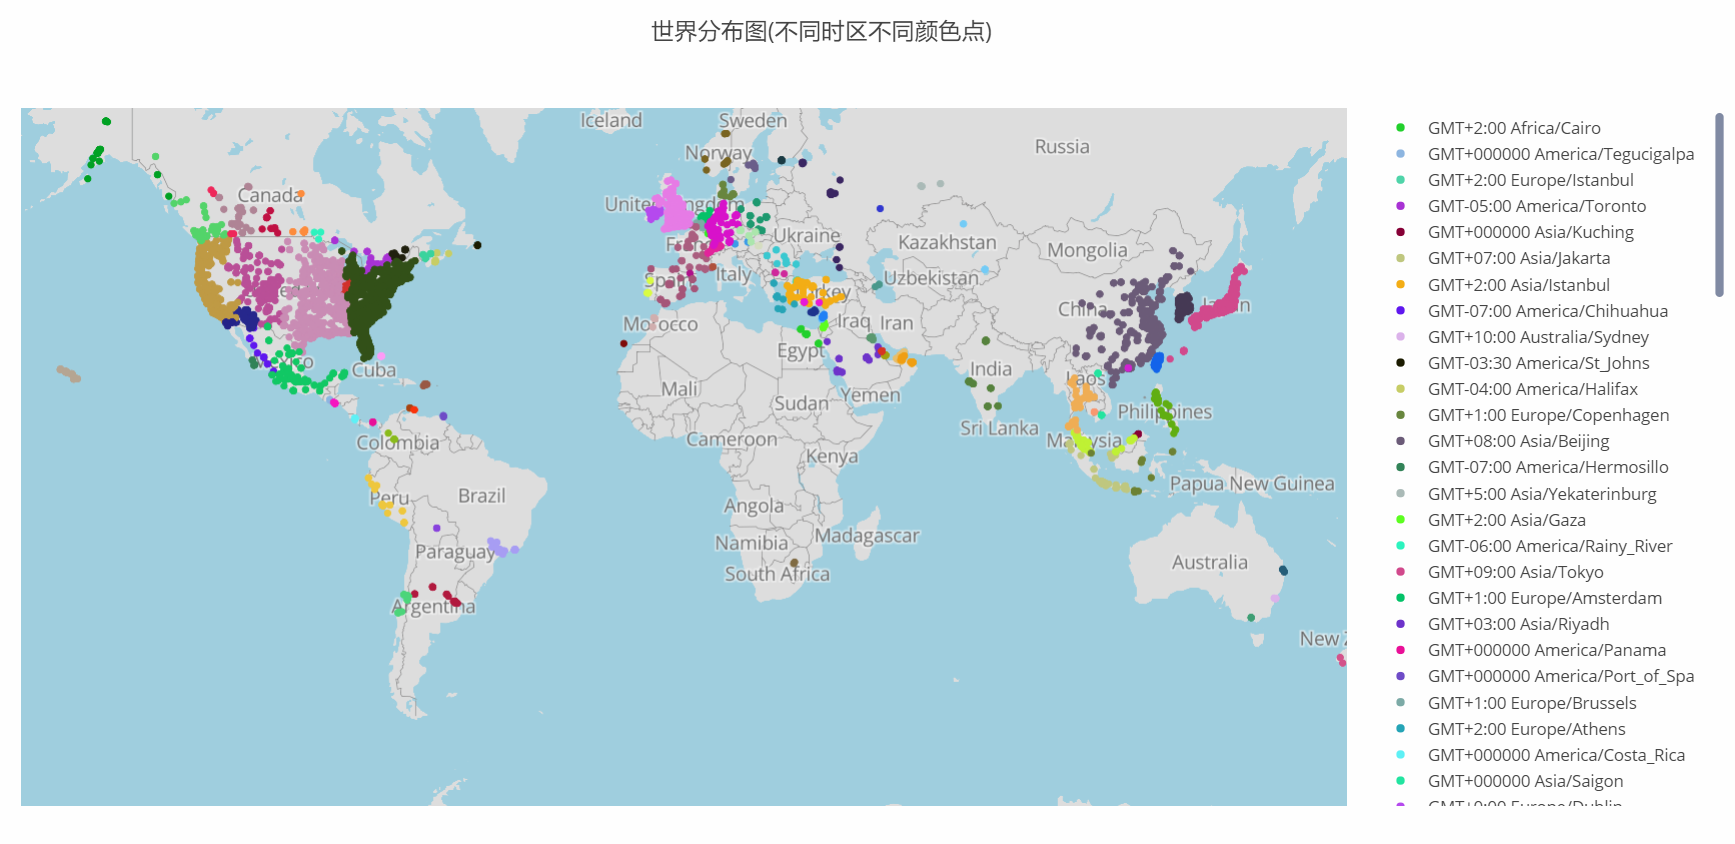 世界分布图(不同时区不同颜色点)
Iceland
Sweden
Norway
Russia
Canada
Ukraine
Kazakhstan
Mongolia
Italy
Uzbekistan
China
Morocco
Iraq
Iran
Egypt
Cuba
India
Laos
Mali
Sudan
Yemen
Philippines
Sri Lanka
Colombia
Cameroon
Kenya
Peru
Brazil
Papua New Guinea
Angola
Paraguay
Namibia
Madagascar
Australia
South Africa
Argentina
New Z
GMT+2:00 Africa/Cairo
GMT+000000 America/Tegucigalpa
GMT+2:00 Europe/Istanbul
GMT-05:00 America/Toronto
GMT+000000 Asia/Kuching
GMT+07:00 Asia/Jakarta
GMT+2:00 Asia/Istanbul
GMT-07:00 America/Chihuahua
GMT+10:00 Australia/Sydney
GMT-03:30 America/St_Johns
GMT-04:00 America/Halifax
GMT+1:00 Europe/Copenhagen
GMT+08:00 Asia/Beijing
GMT-07:00 America/Hermosillo
GMT+5:00 Asia/Yekaterinburg
GMT+2:00 Asia/Gaza
GMT-06:00 America/Rainy_River
GMT+09:00 Asia/Tokyo
GMT+1:00 Europe/Amsterdam
GMT+03:00 Asia/Riyadh
GMT+000000 America/Panama
GMT+000000 America/Port_of_Spa
GMT+1:00 Europe/Brussels
GMT+2:00 Europe/Athens
GMT+000000 America/Costa_Rica
GMT+000000 Asia/Saigon
GMT+0:00 Europe/Dublin